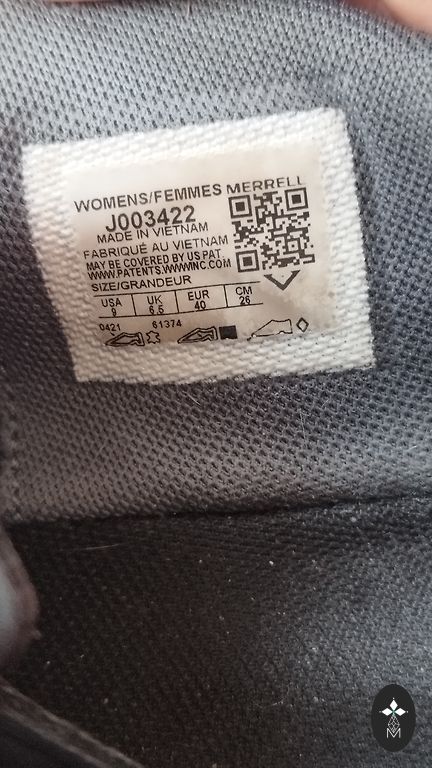 WOMENS/FEMMES MERRELL
J003422
MADE IN VIETNAM
FABRIQUÉ AU VIETNAM
MAY BE COVERED BY US PAT
WWW.PATENTS.WWWINC.COM
SIZE/GRANDEUR
USA UK EUR CM
9 6.5 40 26
0421 61374
M